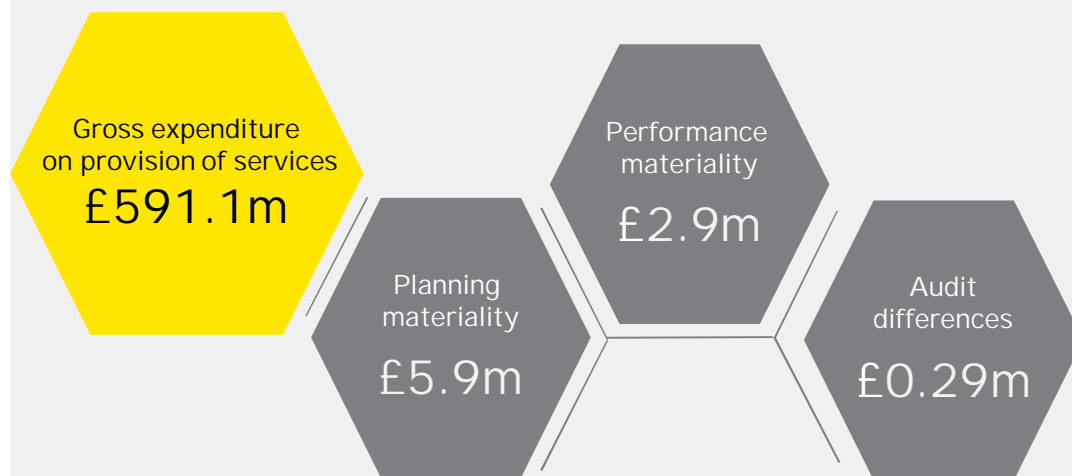 Gross expenditure
on provision of services
£591.1m
Planning
materiality
£5.9m
Performance
materiality
£2.9m
Audit
differences
£0.29m